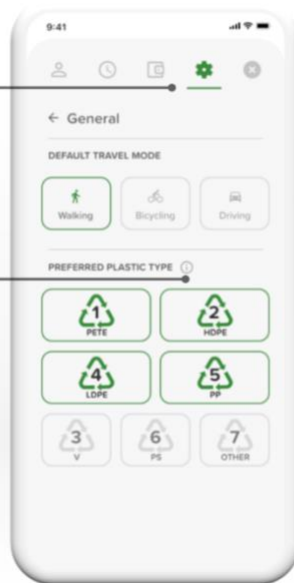 9:41
← General
DEFAULT TRAVEL MODE
Walking Bicycling Driving
PREFERRED PLASTIC TYPE
1 2
PETE HDPE
4 5
LDPE PP
3 6 7
V PS OTHER